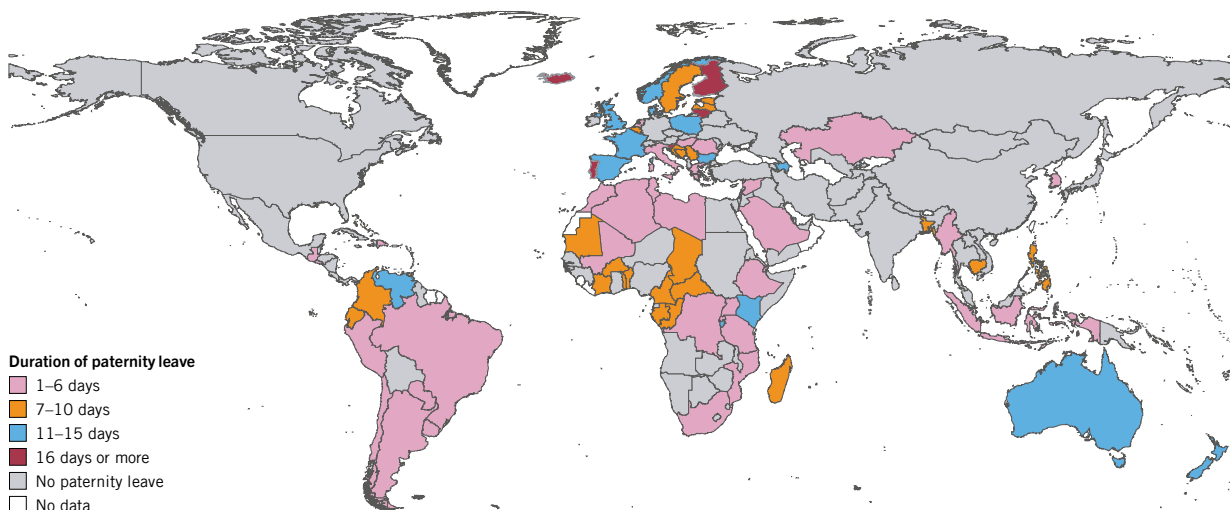 Duration of paternity leave
1–6 days
7–10 days
11–15 days
16 days or more
No paternity leave
No data